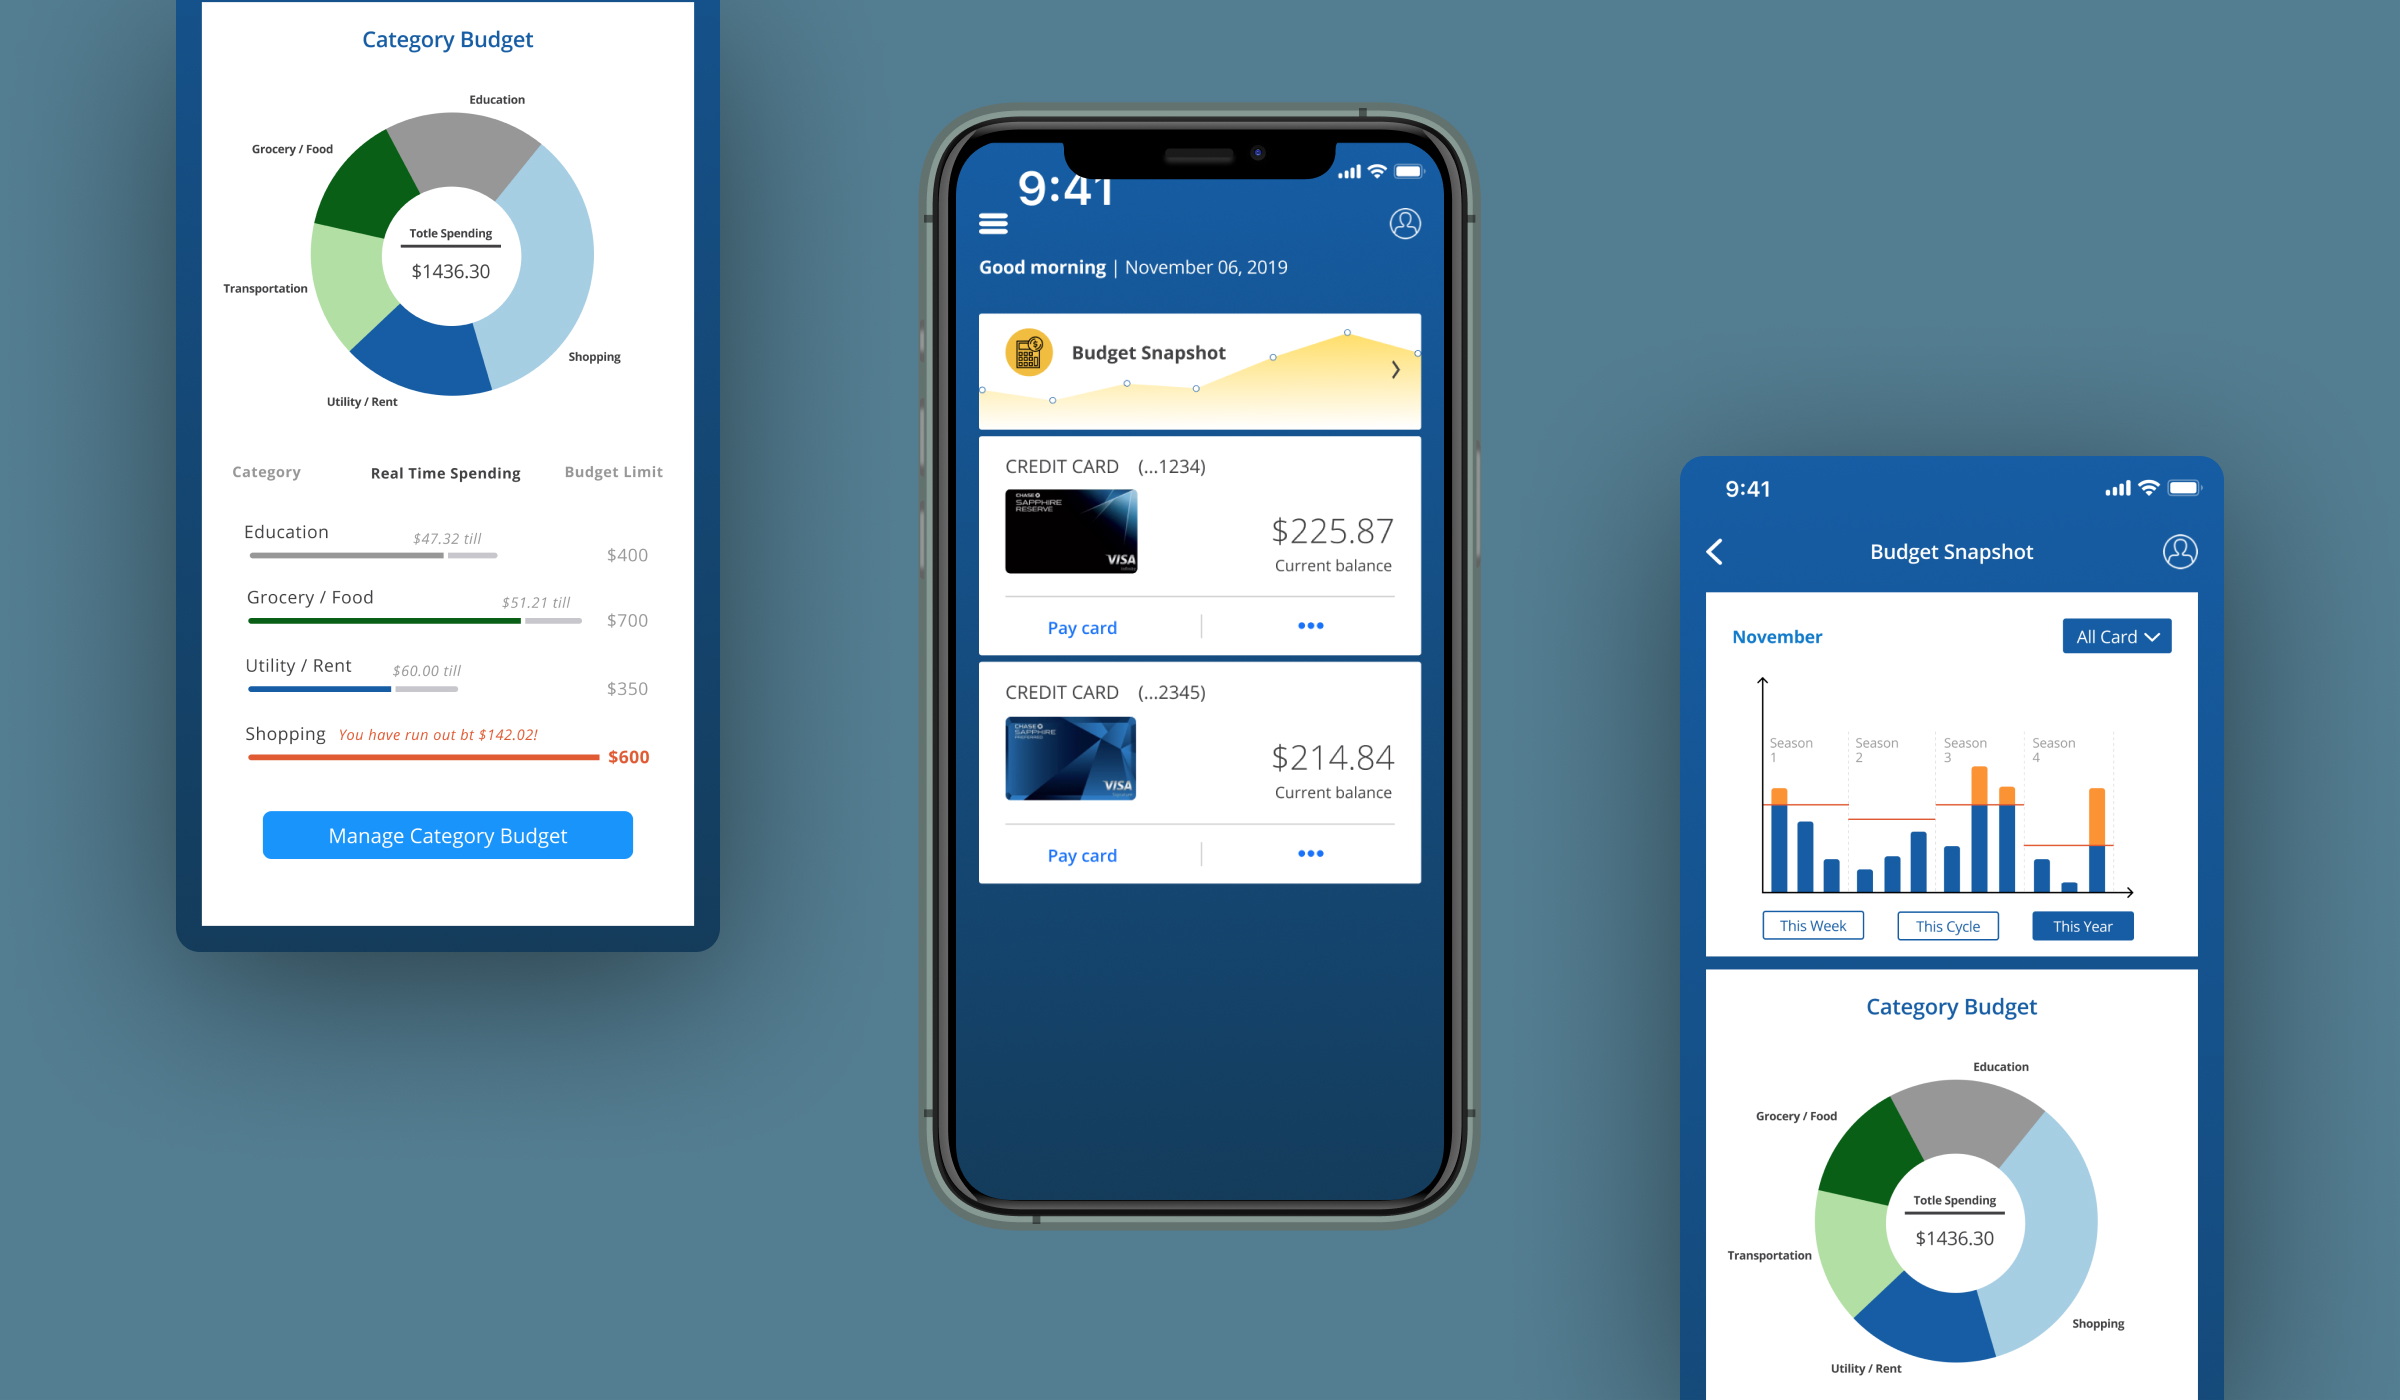 Category Budget
Education
Grocery / Food
Totle Spending
$1436.30
Transportation
Shopping
Utility / Rent
Category Real Time Spending Budget Limit
Education $47.32 till
$400
Grocery / Food $51.21 till
$700
Utility / Rent $60.00 till
$350
Shopping You have run out bt $142.02!
$600
Manage Category Budget
9:41
Good morning | November 06, 2019
Budget Snapshot
CREDIT CARD (...1234)
CHASE
SAPPHIRE
RESERVE
VISA
$225.87
Current balance
Pay card
CREDIT CARD (...2345)
CHASE
SAPPHIRE
PREFERRED
VISA
$214.84
Current balance
Pay card
9:41
Budget Snapshot
November All Card
Season 1
Season 2
Season 3
Season 4
This Week This Cycle This Year
Category Budget
Education
Grocery / Food
Totle Spending
$1436.30
Transportation
Shopping
Utility / Rent